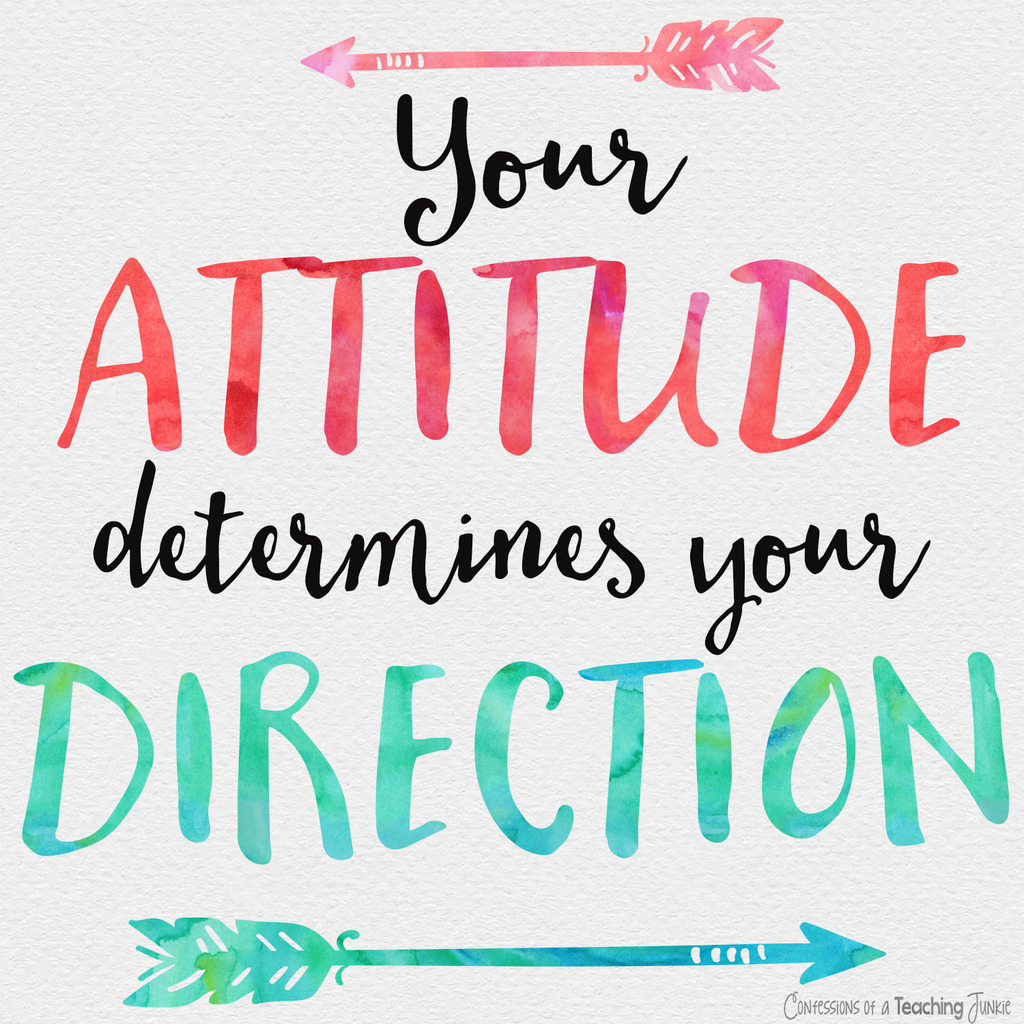 Your
ATTITUDE
determines your
DIRECTION
Confessions of a Teaching Junkie